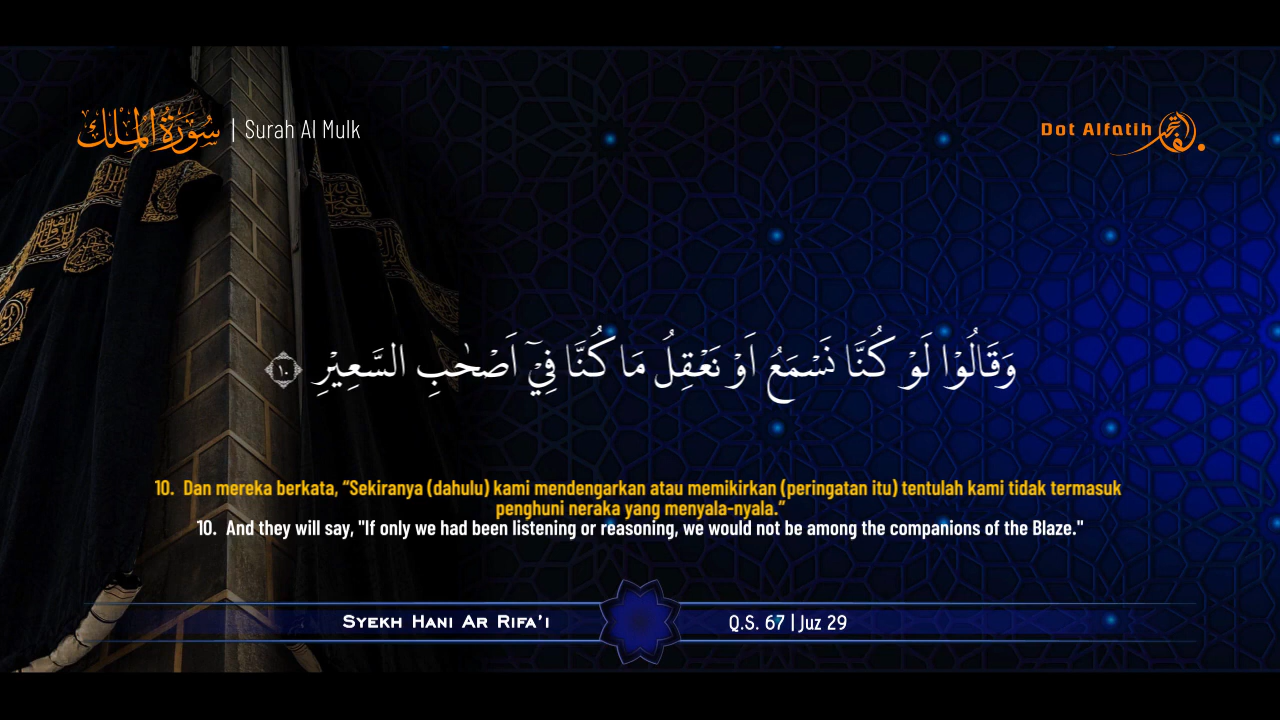 سُوْرَةُ الْمُلْك | Surah Al Mulk
Dot Alfatih
وَقَالُوْا لَوْ كُنَّا نَسْمَعُ اَوْ نَعْقِلُ مَا كُنَّا فِيْٓ اَصْحٰبِ السَّعِيْرِ ١٠
10. Dan mereka berkata, “Sekiranya (dahulu) kami mendengarkan atau memikirkan (peringatan itu) tentulah kami tidak termasuk
penghuni neraka yang menyala-nyala.”
10. And they will say, "If only we had been listening or reasoning, we would not be among the companions of the Blaze."
Syekh Hani Ar Rifa'i
Q.S. 67 | Juz 29